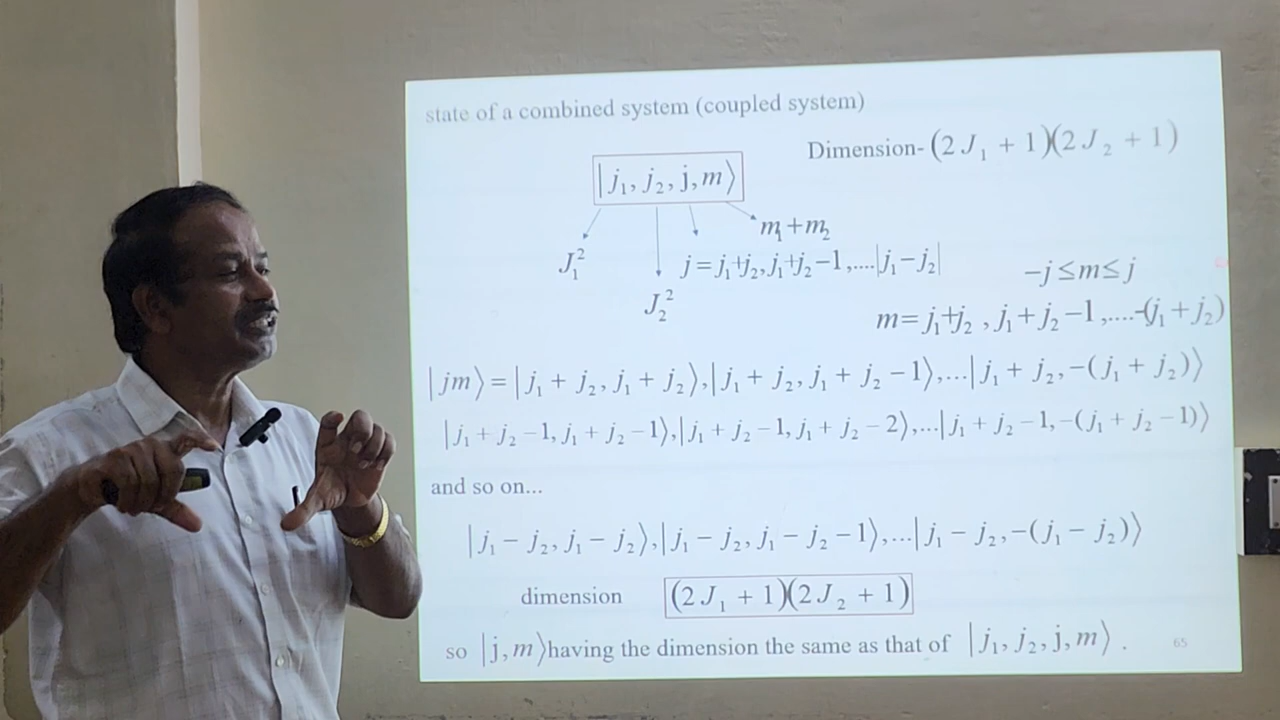 state of a combined system (coupled system)
Dimension- (2J₁ + 1)(2J₂ + 1)
|j₁, j₂, j, m⟩
m₁+m₂
J₁²
j = j₁+j₂, j₁+j₂−1,....|j₁−j₂|
−j ≤ m ≤ j
J₂²
m = j₁+j₂ , j₁+j₂−1,....-(j₁+j₂)
|jm⟩ = |j₁ + j₂, j₁ + j₂⟩,|j₁ + j₂, j₁ + j₂ −1⟩,...|j₁ + j₂,−(j₁ + j₂)⟩
|j₁ + j₂ −1, j₁ + j₂ −1⟩,|j₁ + j₂ −1, j₁ + j₂ − 2⟩,...|j₁ + j₂ −1,−(j₁ + j₂ −1)⟩
and so on...
|j₁ − j₂, j₁ − j₂⟩,|j₁ − j₂, j₁ − j₂ −1⟩,...|j₁ − j₂,−(j₁ − j₂)⟩
dimension (2J₁ + 1)(2J₂ + 1)
so |j, m⟩having the dimension the same as that of |j₁, j₂, j, m⟩ .
65